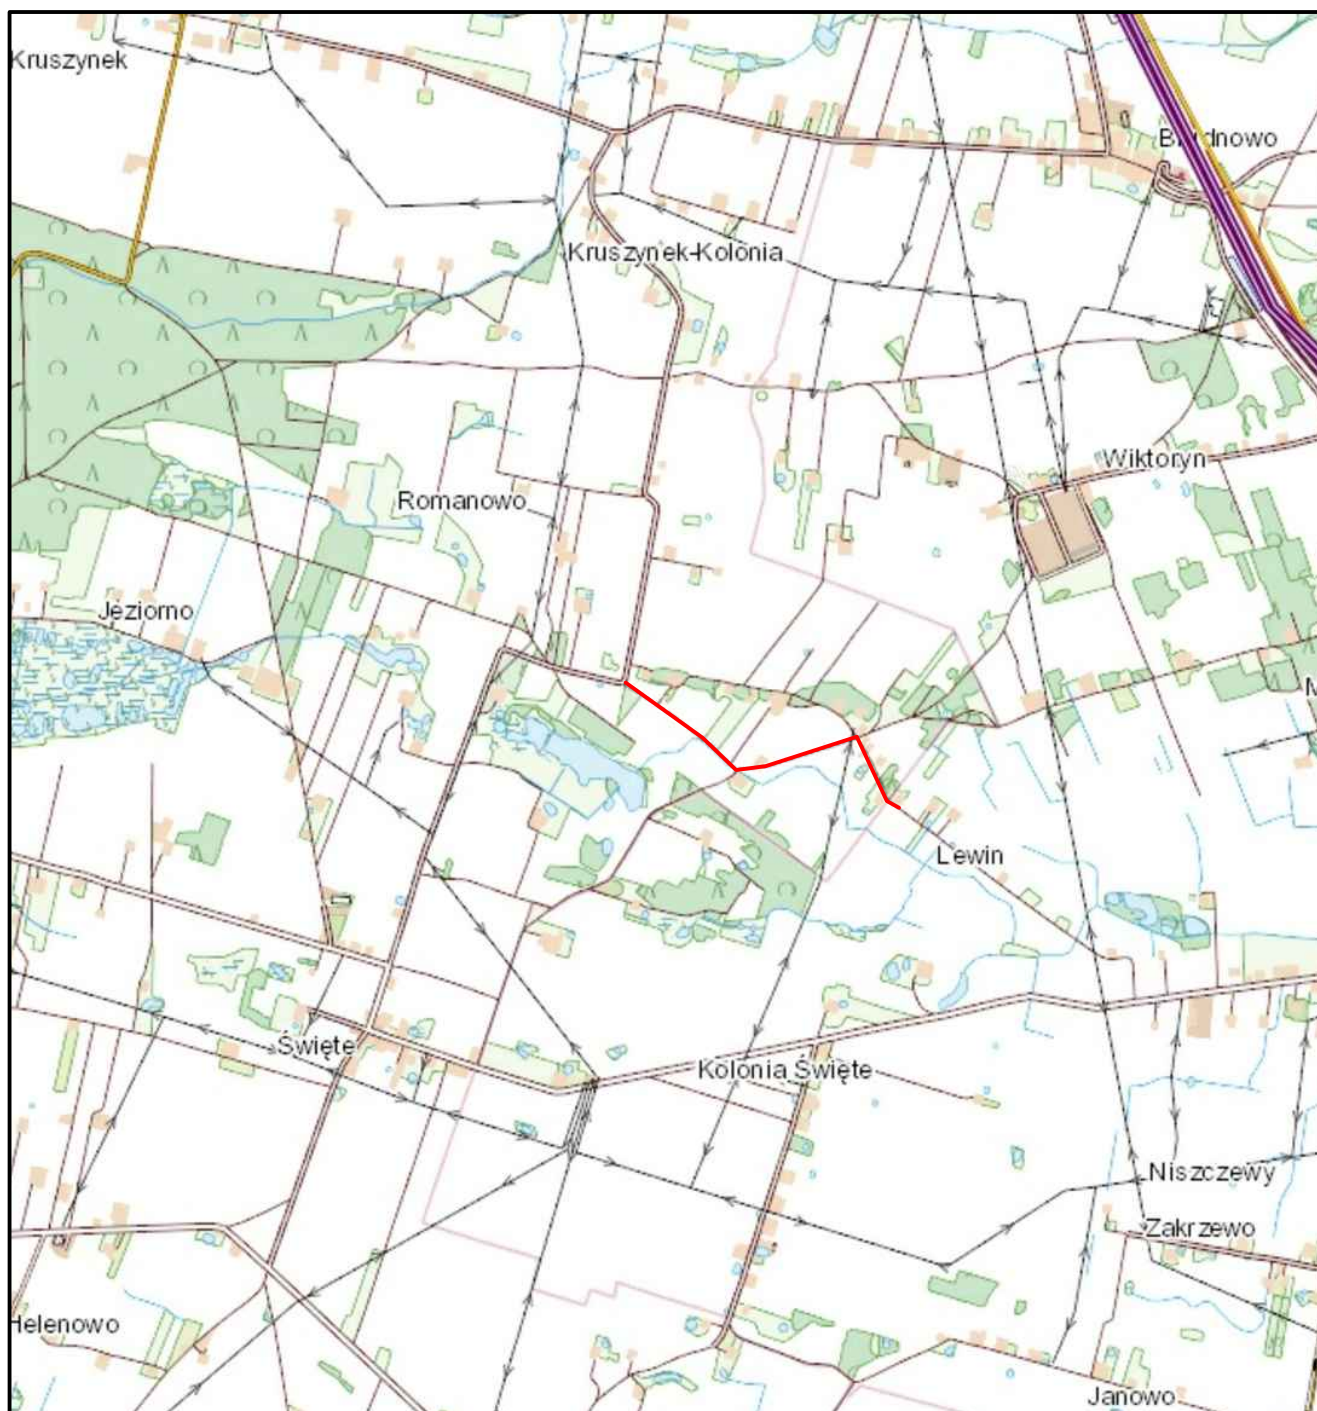 Kruszynek
Kruszynek-Kolonia
Wiktoryn
Romanowo
Jeziorno
Lewin
Święte
Kolonia Święte
Niszczewy
Zakrzewo
Helenowo
Janowo